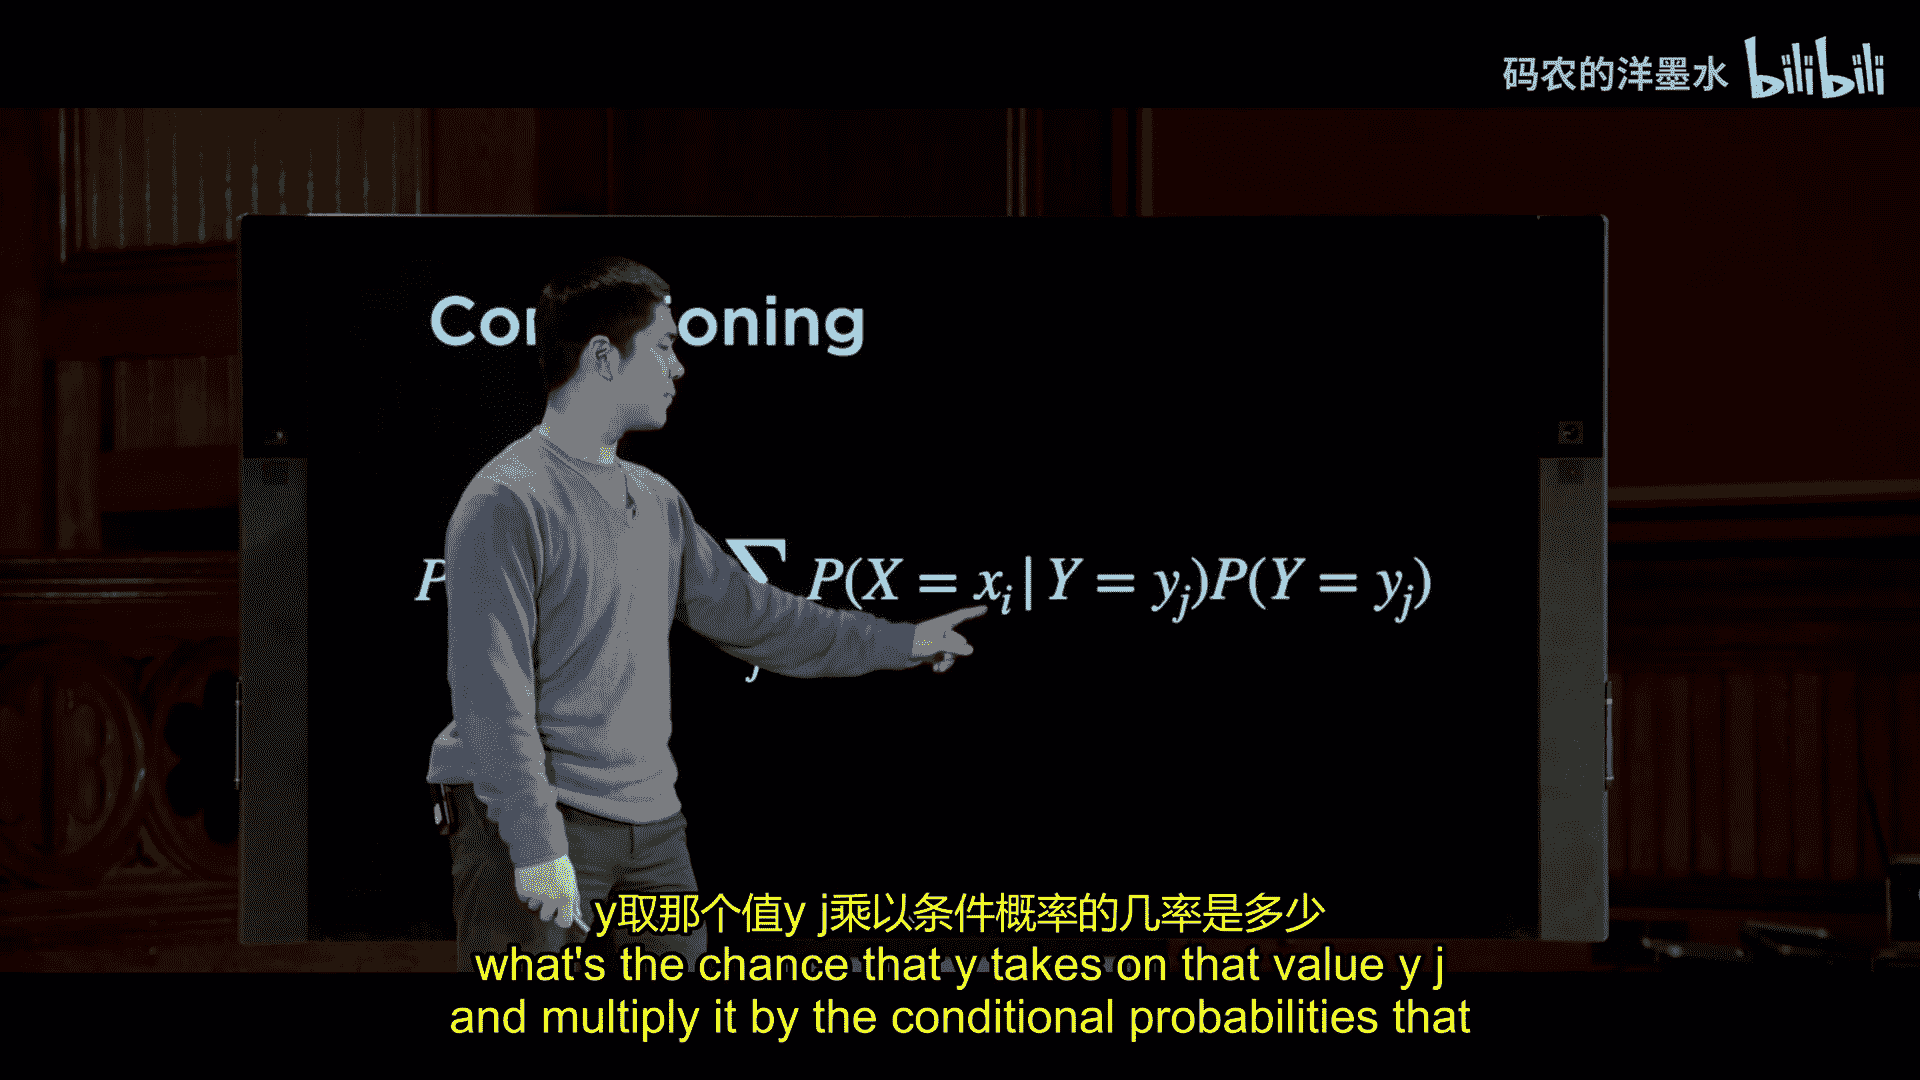 码农的洋墨水 bilibili
Con ioning
P ∑ P(X = xᵢ | Y = yⱼ)P(Y = yⱼ)
j
y取那个值y j乘以条件概率的几率是多少
what's the chance that y takes on that value y j
and multiply it by the conditional probabilities that